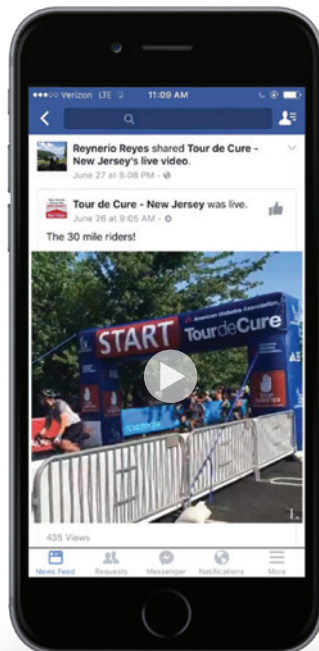 Verizon LTE 11:09 AM
Reynerio Reyes shared Tour de Cure -
New Jersey's live video.
June 27 at 8:08 PM
Tour de Cure - New Jersey was live.
June 26 at 9:05 AM
The 30 mile riders!
American Diabetes Association.
START TourdeCure
435 Views
News Feed Requests Messenger Notifications More